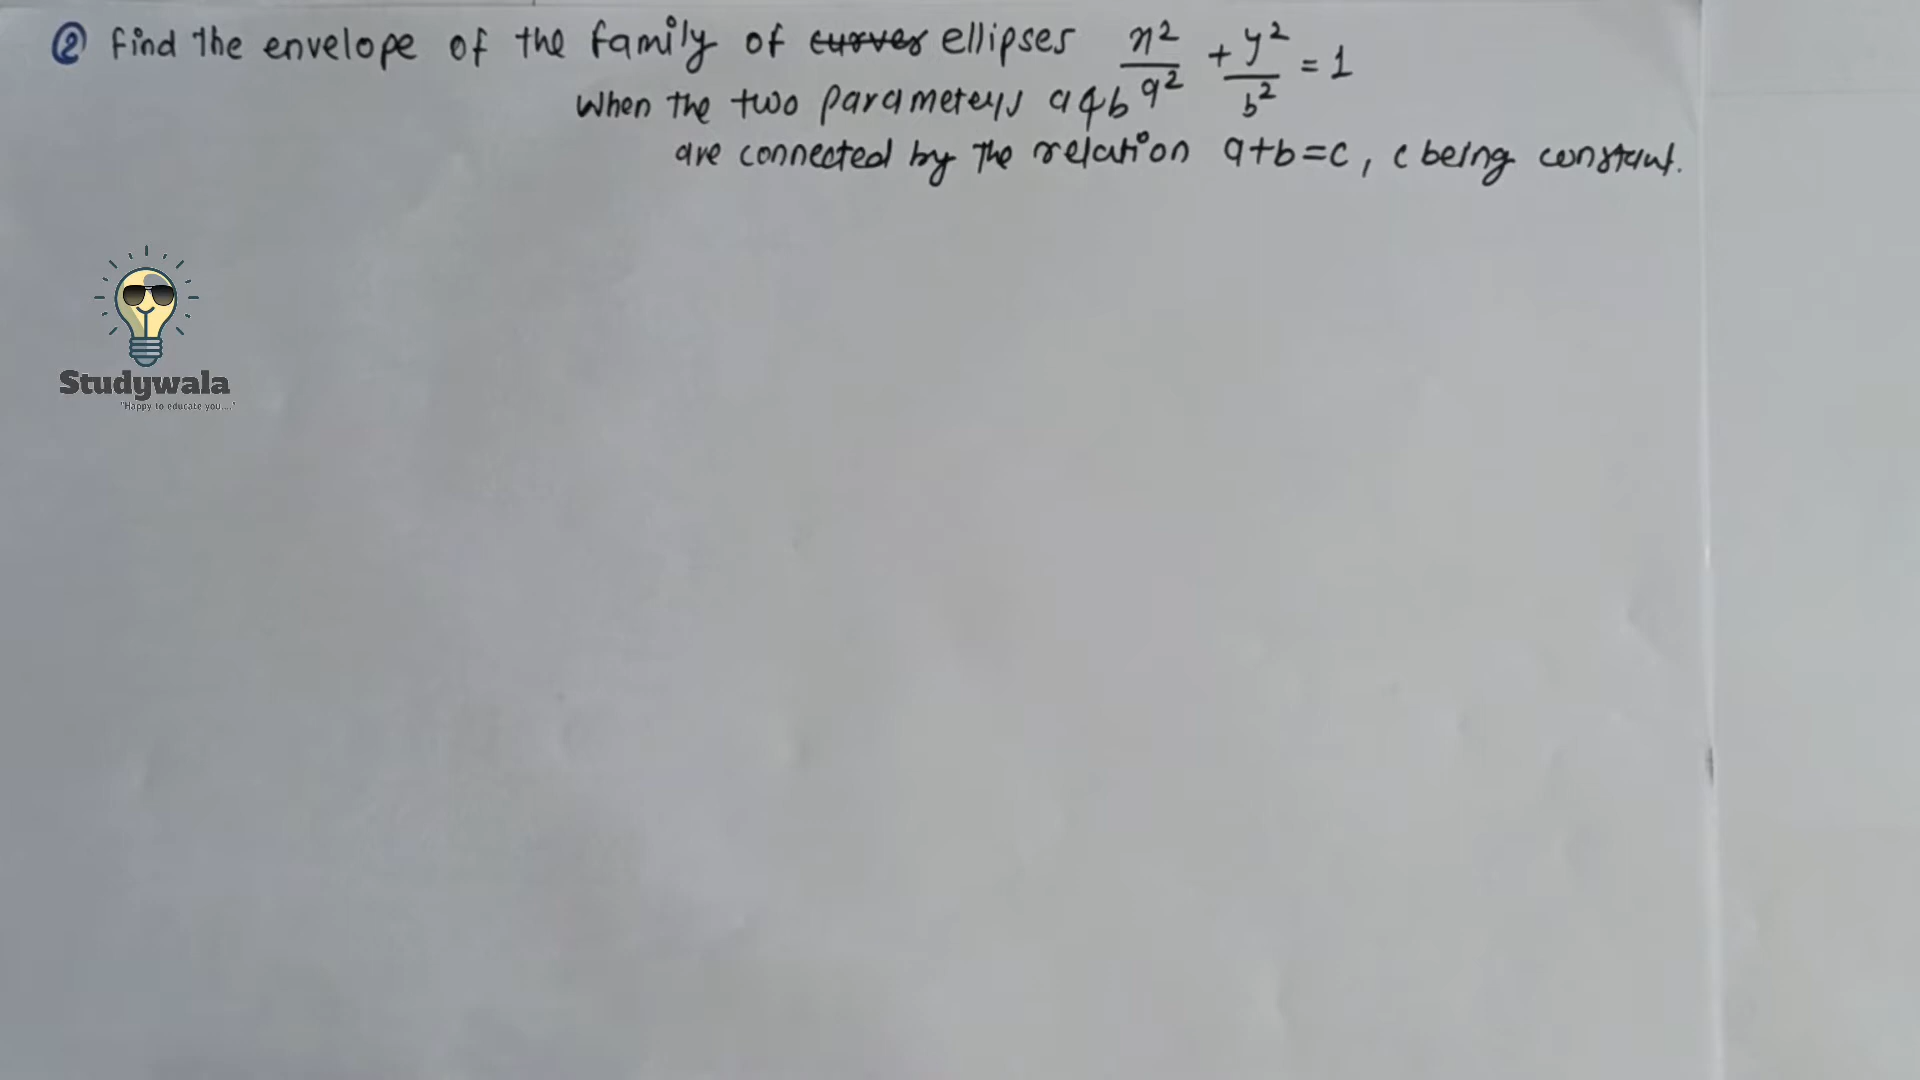 ② find the envelope of the family of curves ellipses x²/a² + y²/b² = 1
when the two parameters a & b
are connected by the relation a+b=c, c being constant.
Studywala
"Happy to educate you...."